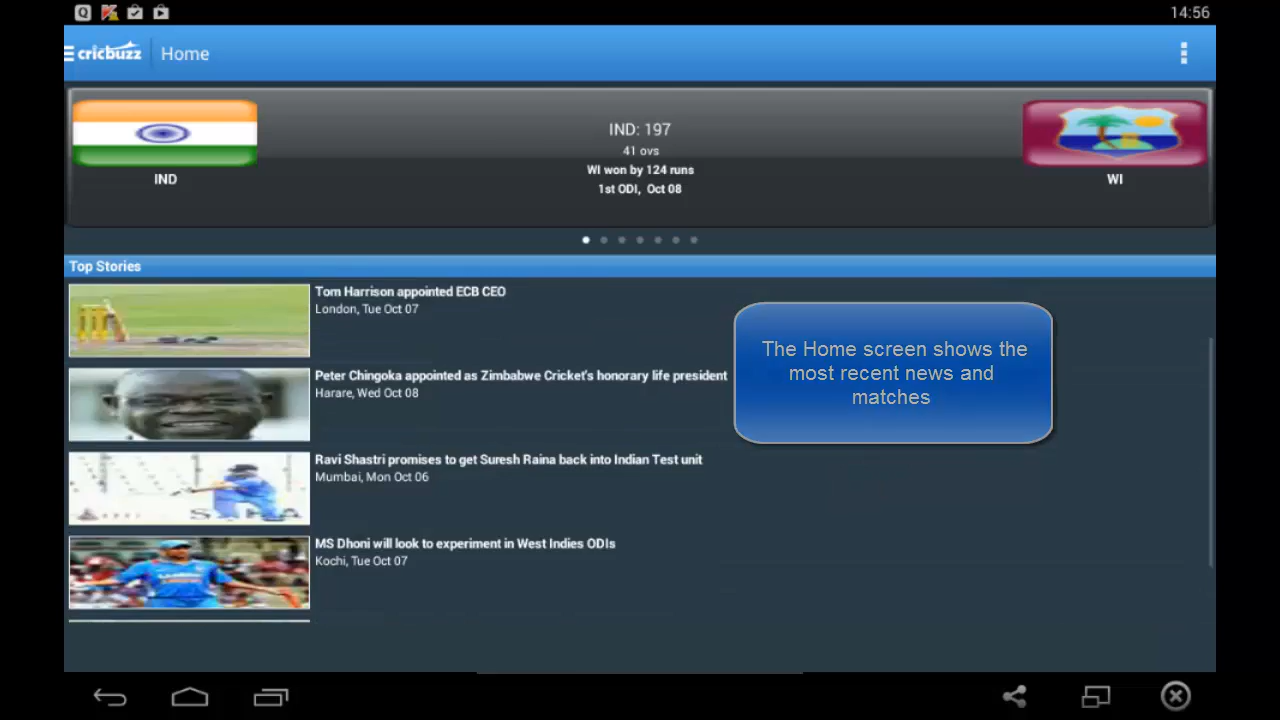 14:56
cricbuzz Home
IND: 197
41 ovs
WI won by 124 runs
1st ODI, Oct 08
IND
WI
Top Stories
Tom Harrison appointed ECB CEO
London, Tue Oct 07
Peter Chingoka appointed as Zimbabwe Cricket's honorary life president
Harare, Wed Oct 08
Ravi Shastri promises to get Suresh Raina back into Indian Test unit
Mumbai, Mon Oct 06
MS Dhoni will look to experiment in West Indies ODIs
Kochi, Tue Oct 07
The Home screen shows the
most recent news and
matches